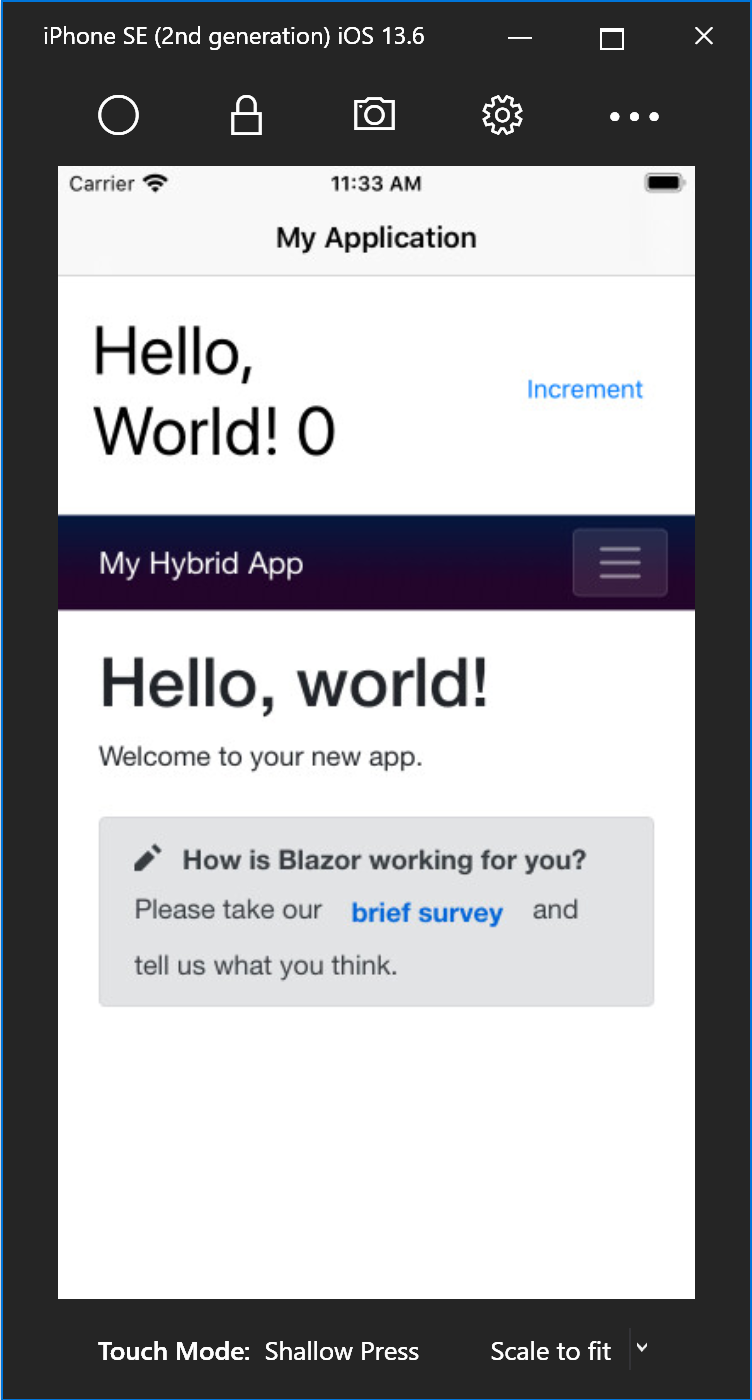 iPhone SE (2nd generation) iOS 13.6
Carrier 11:33 AM
My Application
Hello,
World! 0
Increment
My Hybrid App
Hello, world!
Welcome to your new app.
How is Blazor working for you?
Please take our brief survey and
tell us what you think.
Touch Mode: Shallow Press Scale to fit